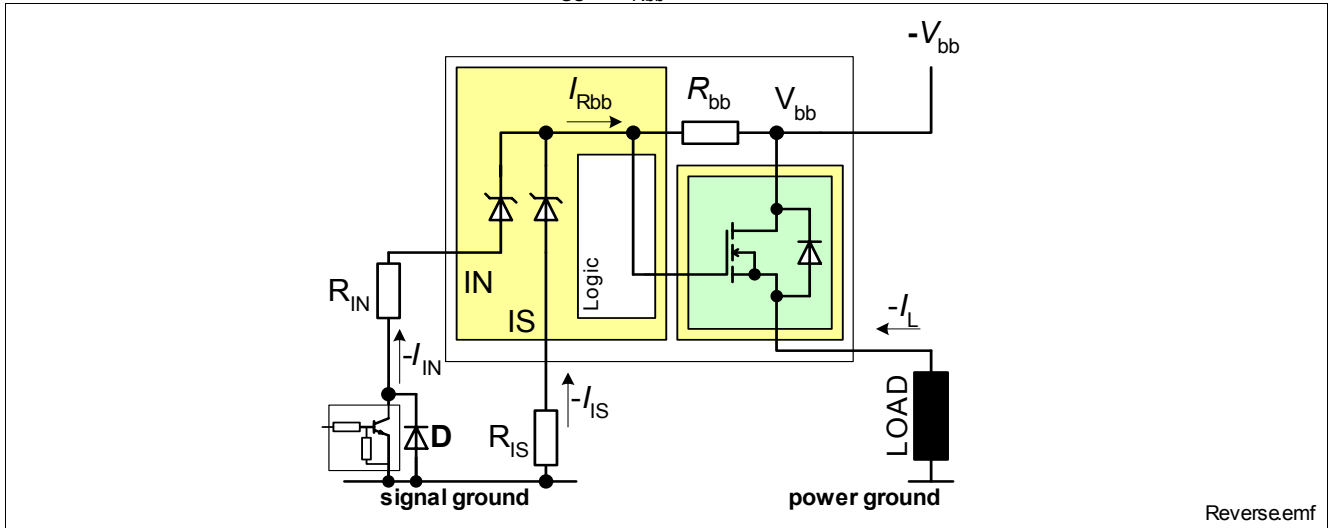 -Vbb
IRbb
Rbb
Vbb
RIN
IN
Logic
IS
-IL
-IIN
-IIS
LOAD
D
RIS
signal ground
power ground
Reverse.emf